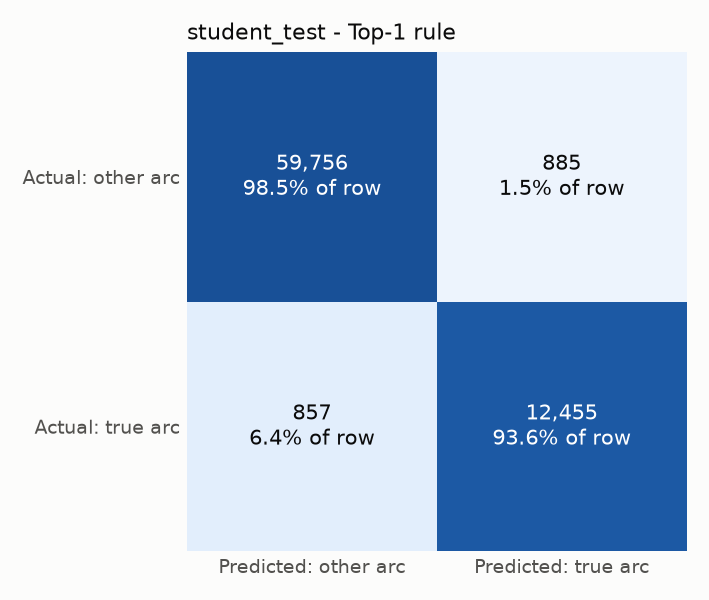 student_test - Top-1 rule
Actual: other arc
59,756
98.5% of row
885
1.5% of row
Actual: true arc
857
6.4% of row
12,455
93.6% of row
Predicted: other arc
Predicted: true arc